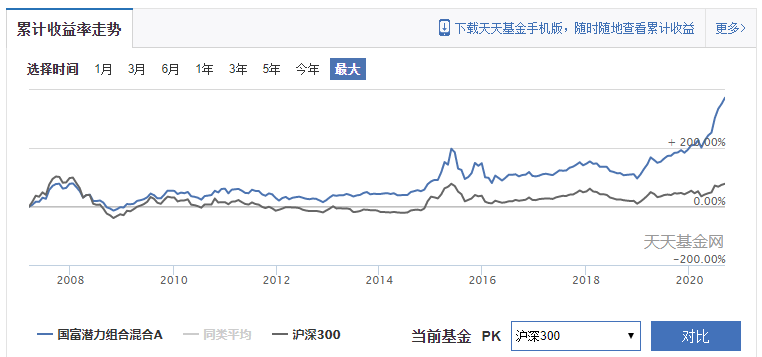 累计收益率走势
下载天天基金手机版，随时随地查看累计收益
更多>
选择时间 1月 3月 6月 1年 3年 5年 今年 最大
+ 200.00%
0.00%
天天基金网
-200.00%
2008 2010 2012 2014 2016 2018 2020
国富潜力组合混合A 同类平均 沪深300 当前基金 PK 沪深300 对比